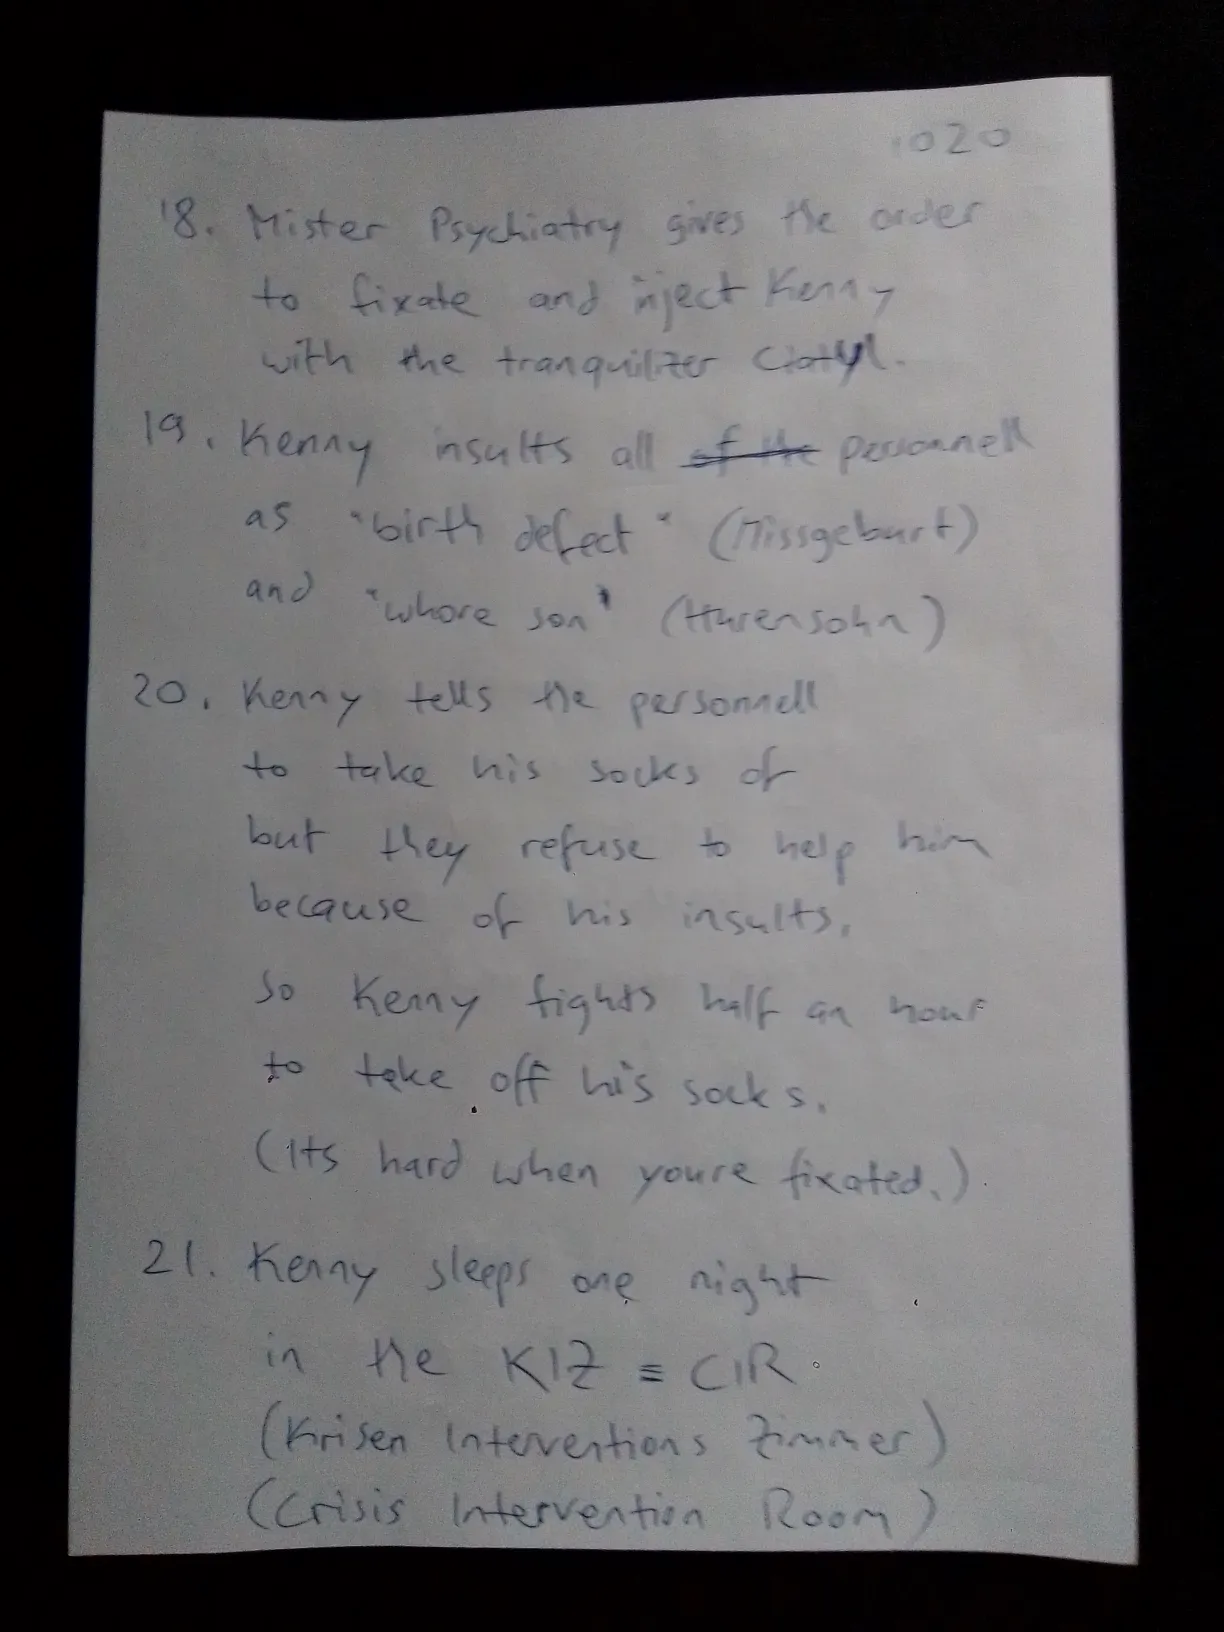 1020
18. Mister Psychiatry gives the order
to fixate and inject Kenny
with the tranquilizer Ciatyl.
19. Kenny insults all of the personnell
as "birth defect" (Missgeburt)
and "whore son" (Hurensohn)
20. Kenny tells the personnell
to take his socks of
but they refuse to help him
because of his insults,
so Kenny fights half an hour
to take off his socks.
(Its hard when youre fixated.).
21. Kenny sleeps one night
in the KIZ ≡ CIR.
(Krisen Interventions Zimmer)
(Crisis Intervention Room)